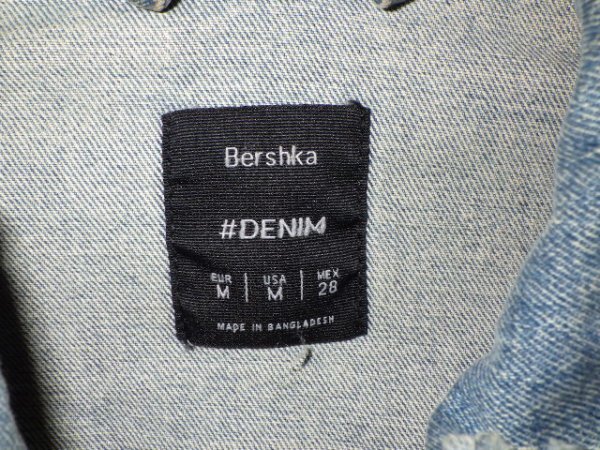 Bershka
#DENIM
EUR | USA | MEX
M | M | 28
MADE IN BANGLADESH